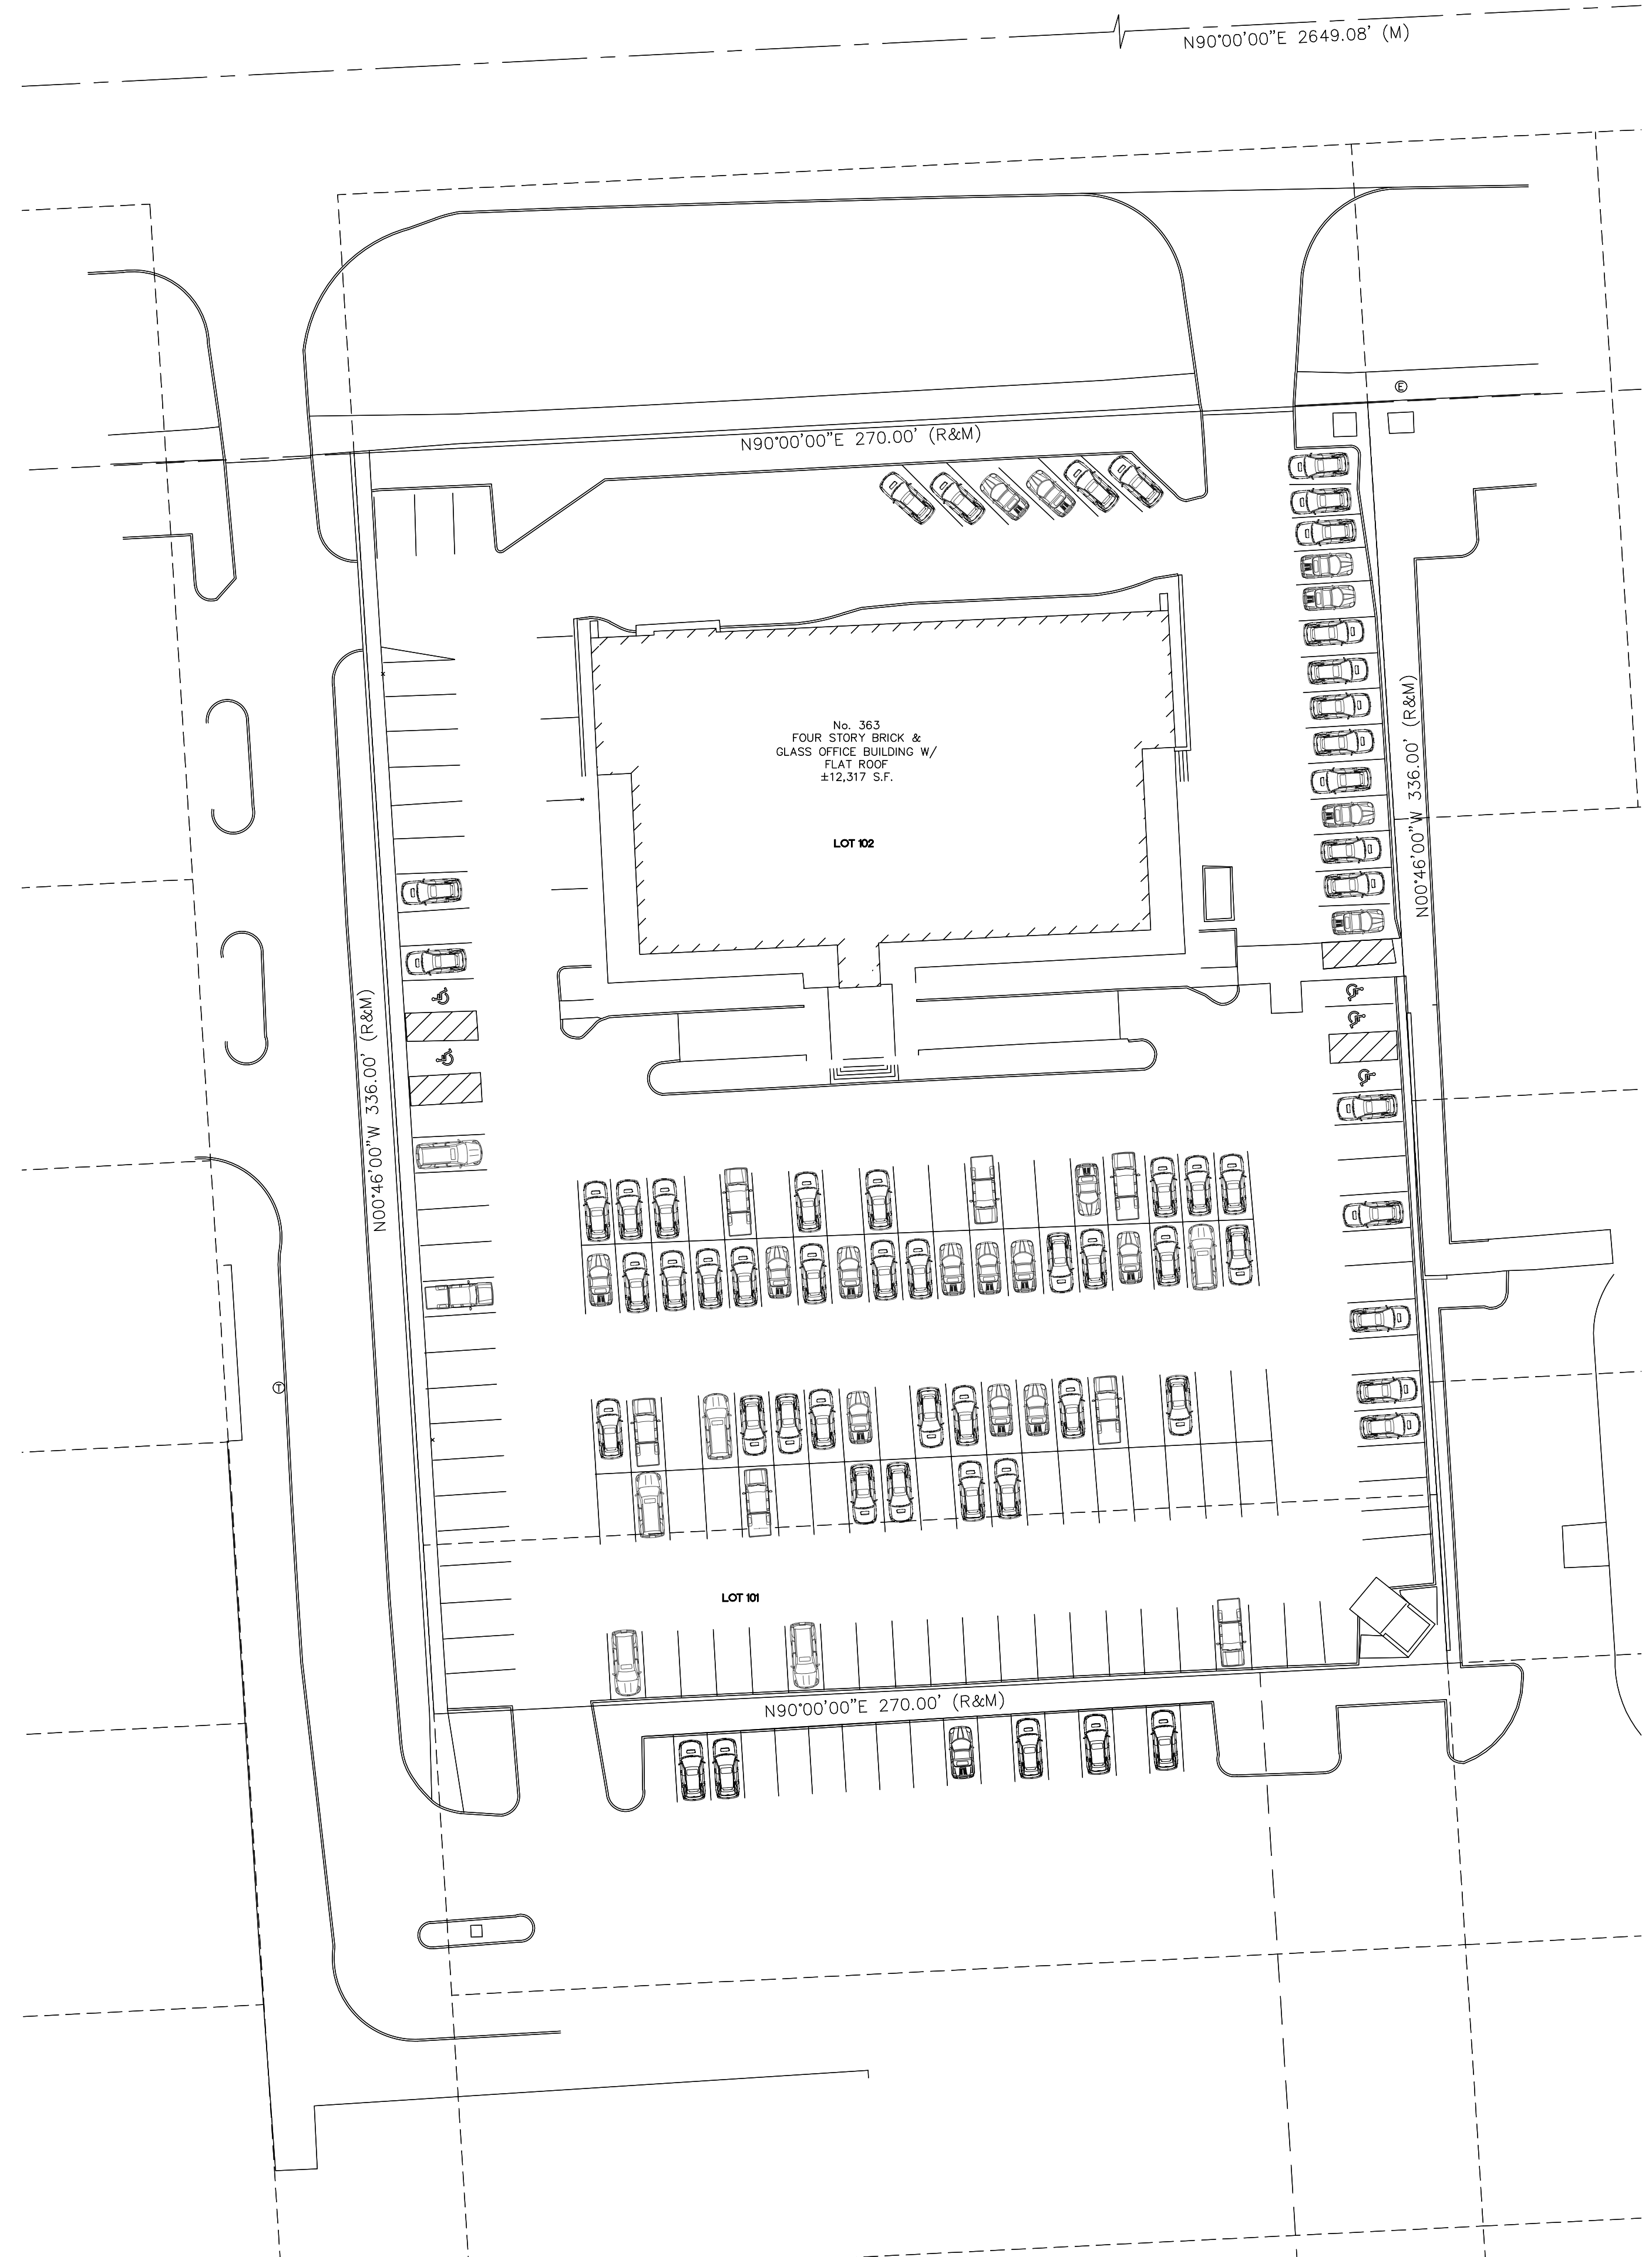 N90°00'00"E 2649.08' (M)
E
N90°00'00"E 270.00' (R&M)
No. 363
FOUR STORY BRICK &
GLASS OFFICE BUILDING W/
FLAT ROOF
±12,317 S.F.
LOT 102
N00°46'00"W 336.00' (R&M)
N00°46'00"W 336.00' (R&M)
T
LOT 101
N90°00'00"E 270.00' (R&M)